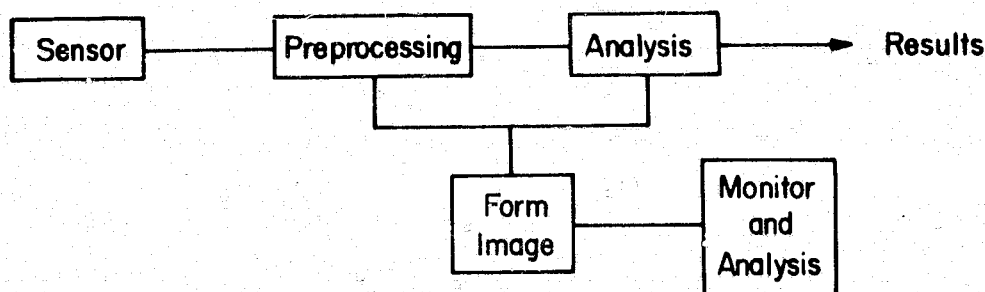 Sensor
Preprocessing
Analysis
Results
Form
Image
Monitor
and
Analysis